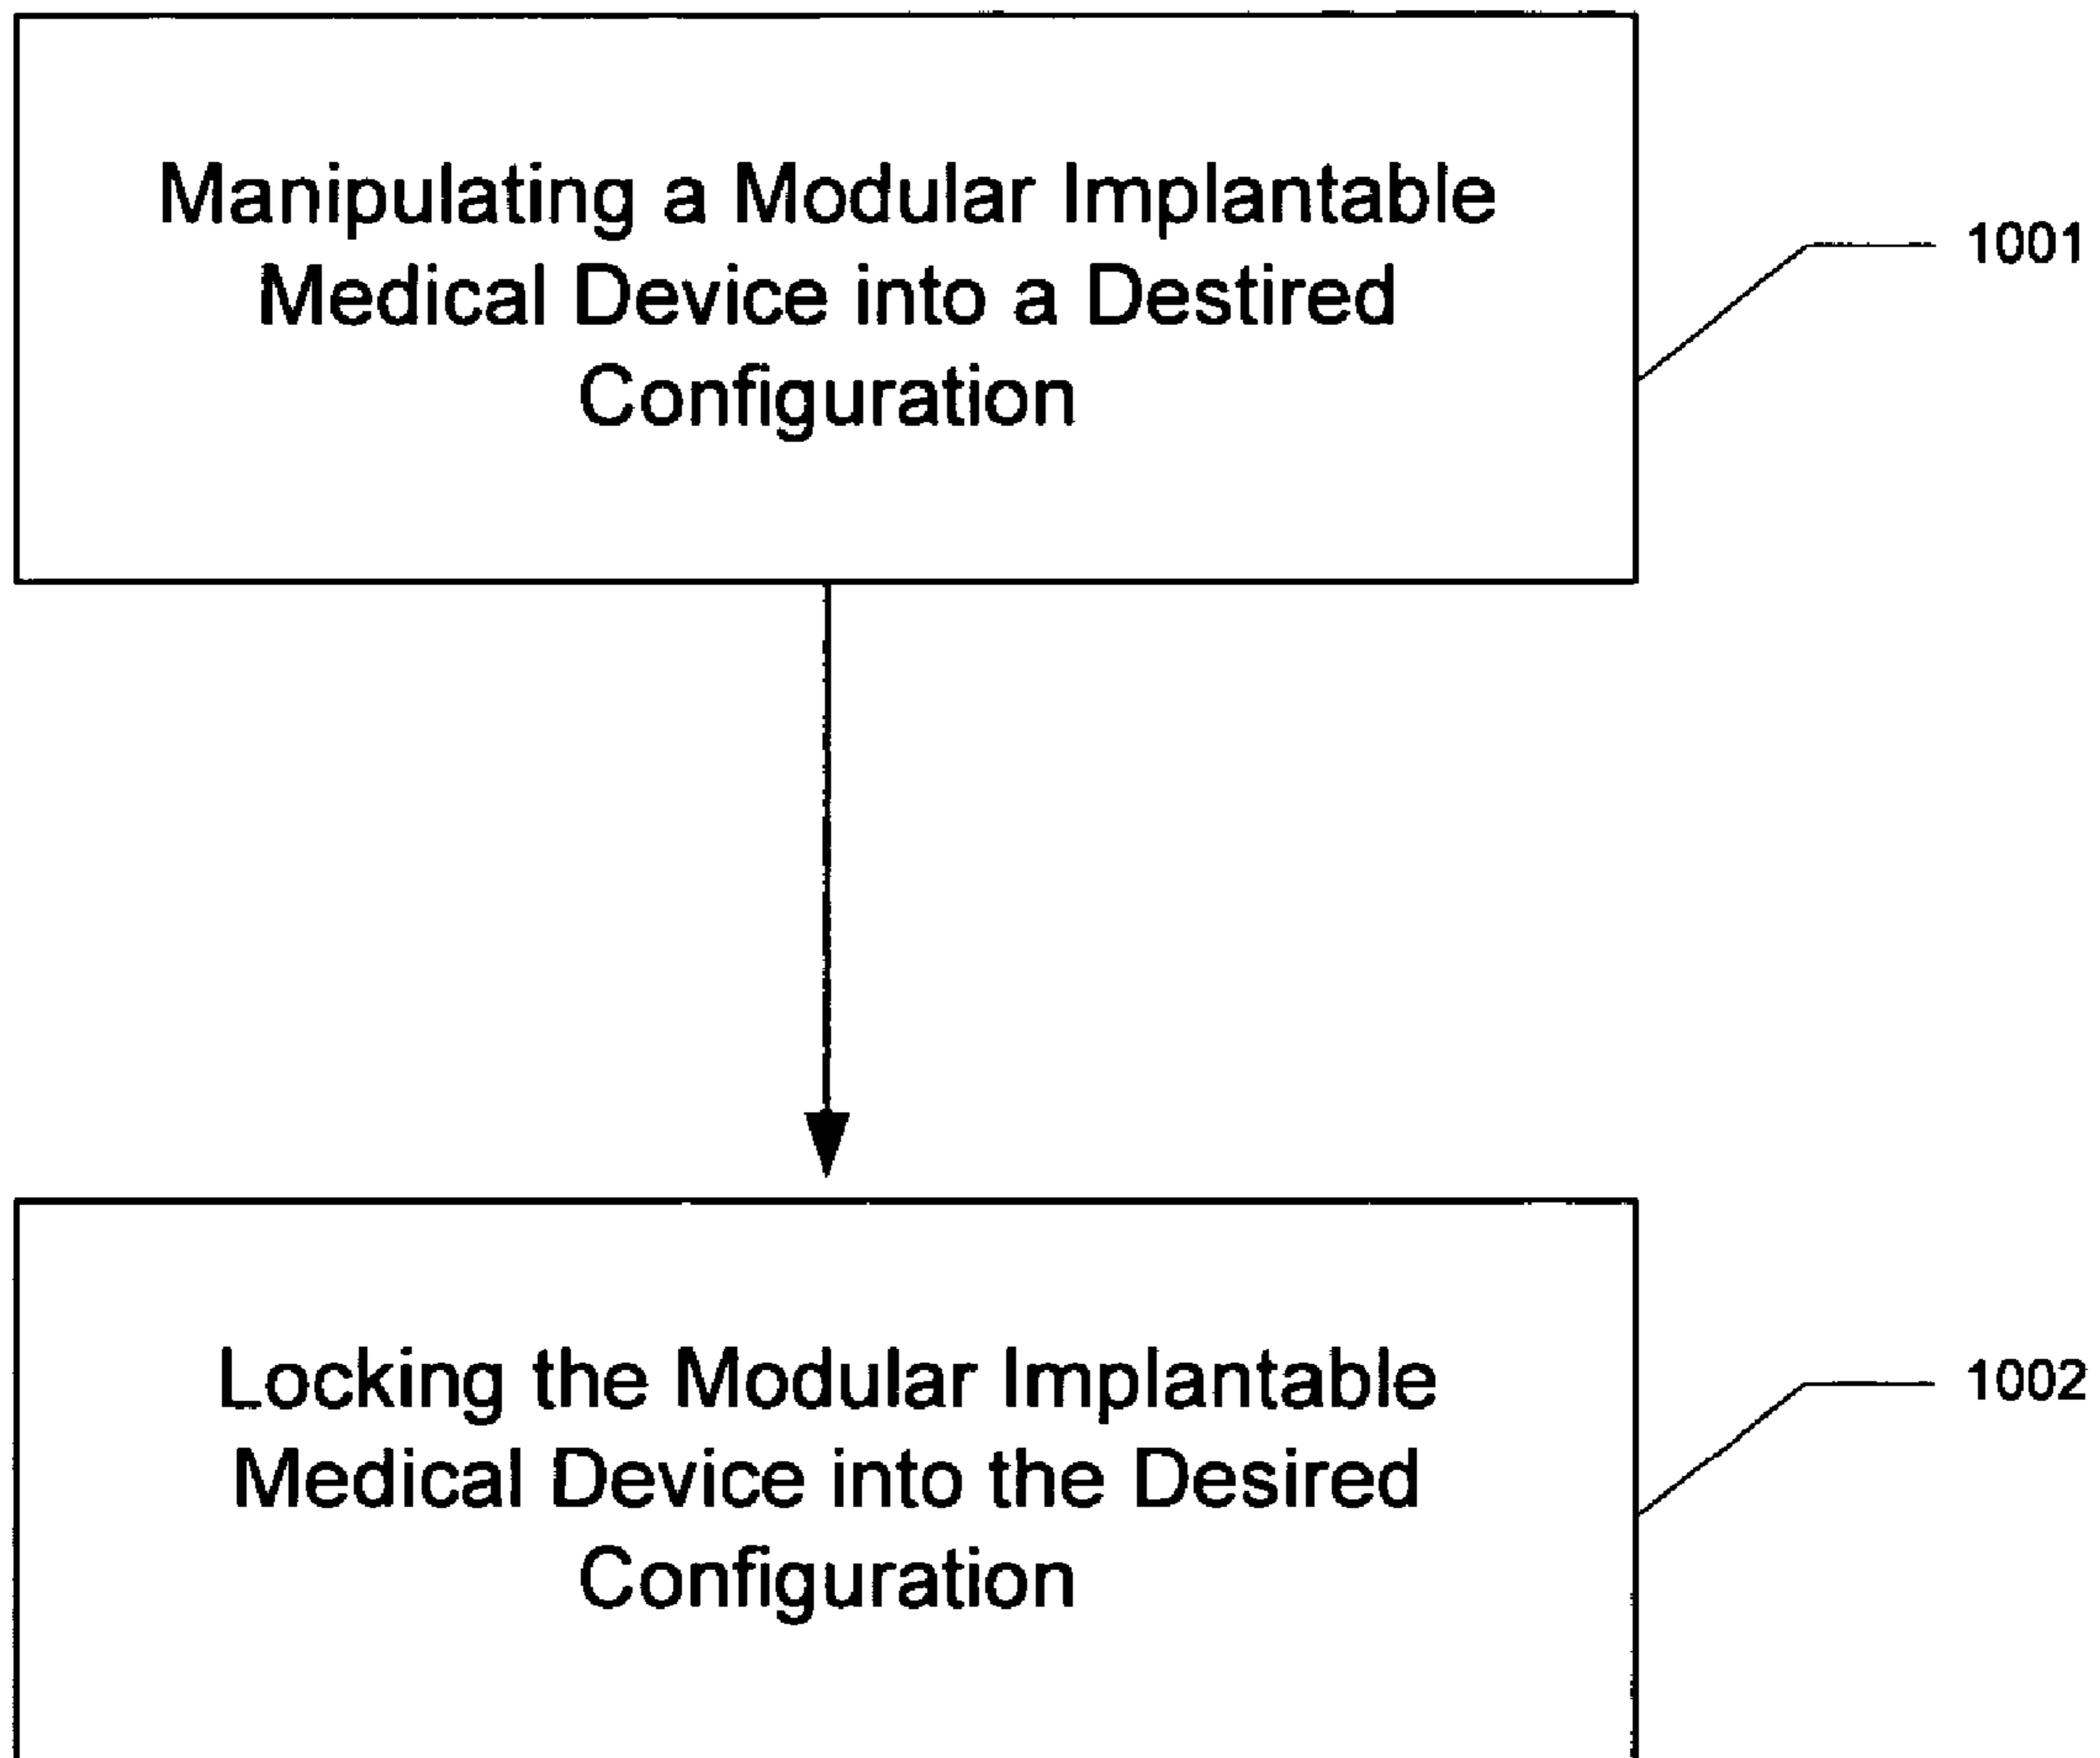 Manipulating a Modular Implantable
Medical Device into a Destired
Configuration
1001
Locking the Modular Implantable
Medical Device into the Desired
Configuration
1002